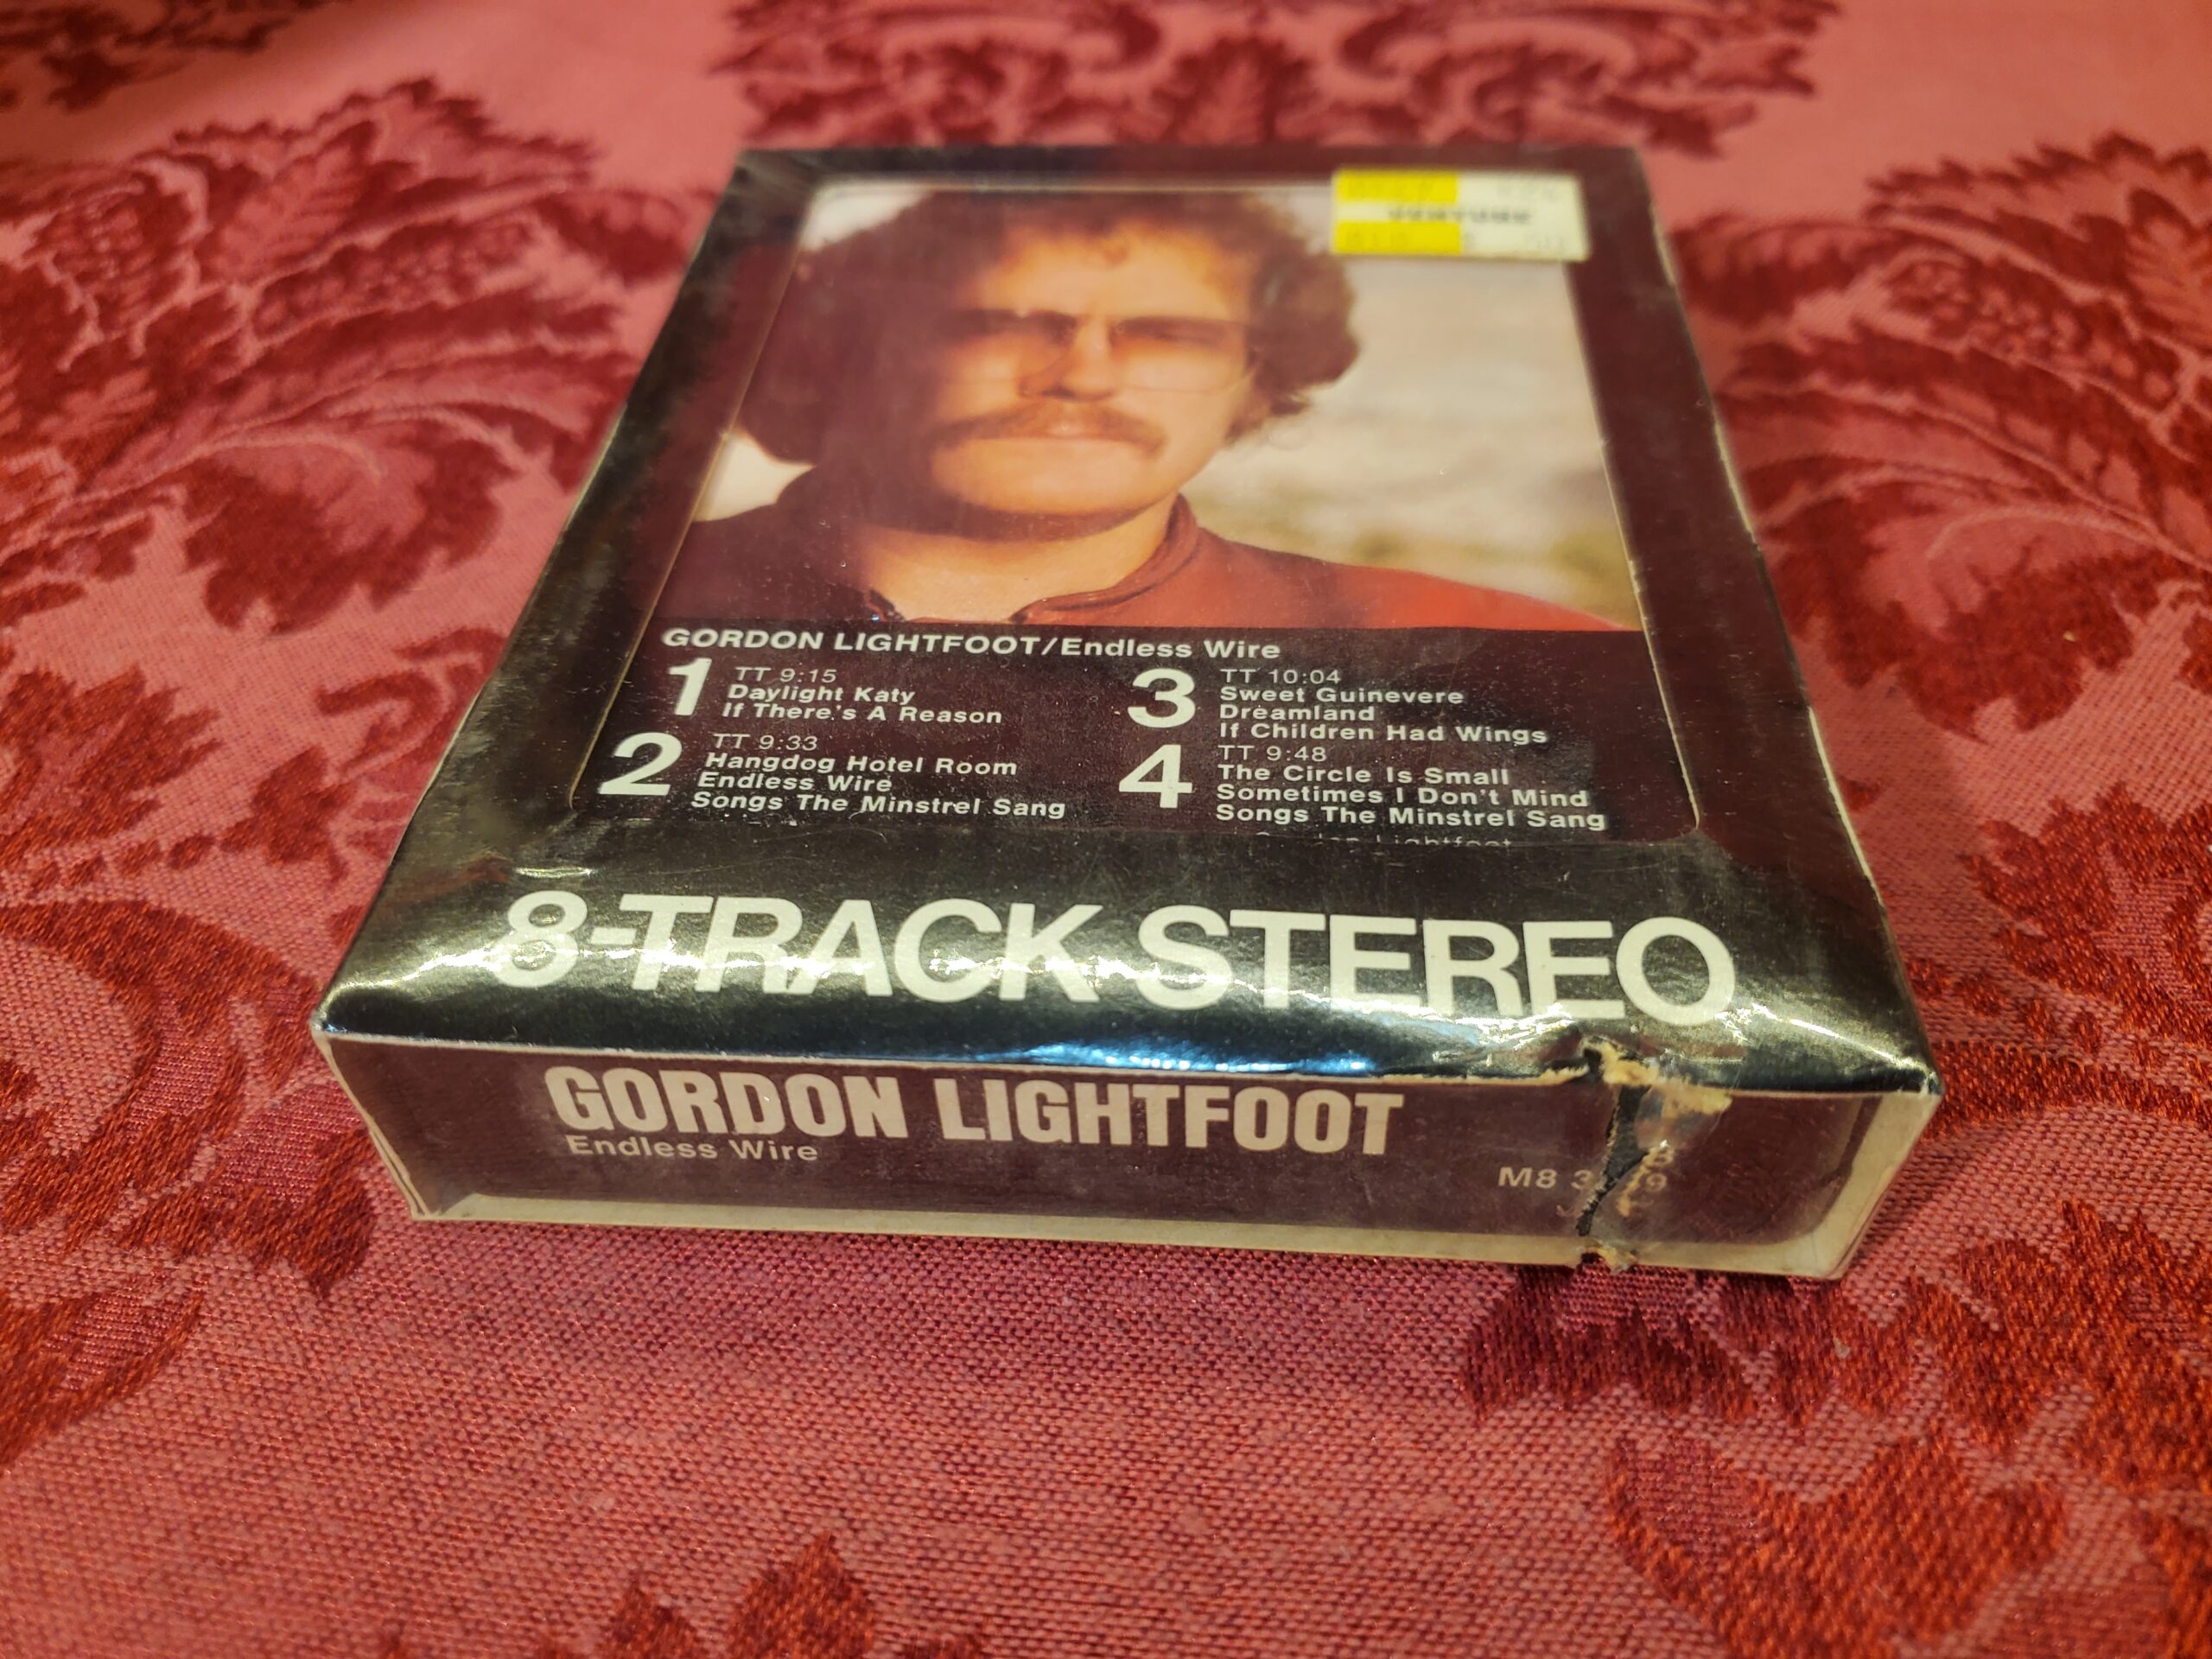 GORDON LIGHTFOOT/Endless Wire
1
TT 9:15
Daylight Katy
If There's A Reason
2
TT 9:33
Hangdog Hotel Room
Endless Wire
Songs The Minstrel Sang
3
TT 10:04
Sweet Guinevere
Dreamland
If Children Had Wings
4
TT 9:48
The Circle Is Small
Sometimes I Don't Mind
Songs The Minstrel Sang
Lightfoot
8-TRACK STEREO
GORDON LIGHTFOOT
Endless Wire
M8